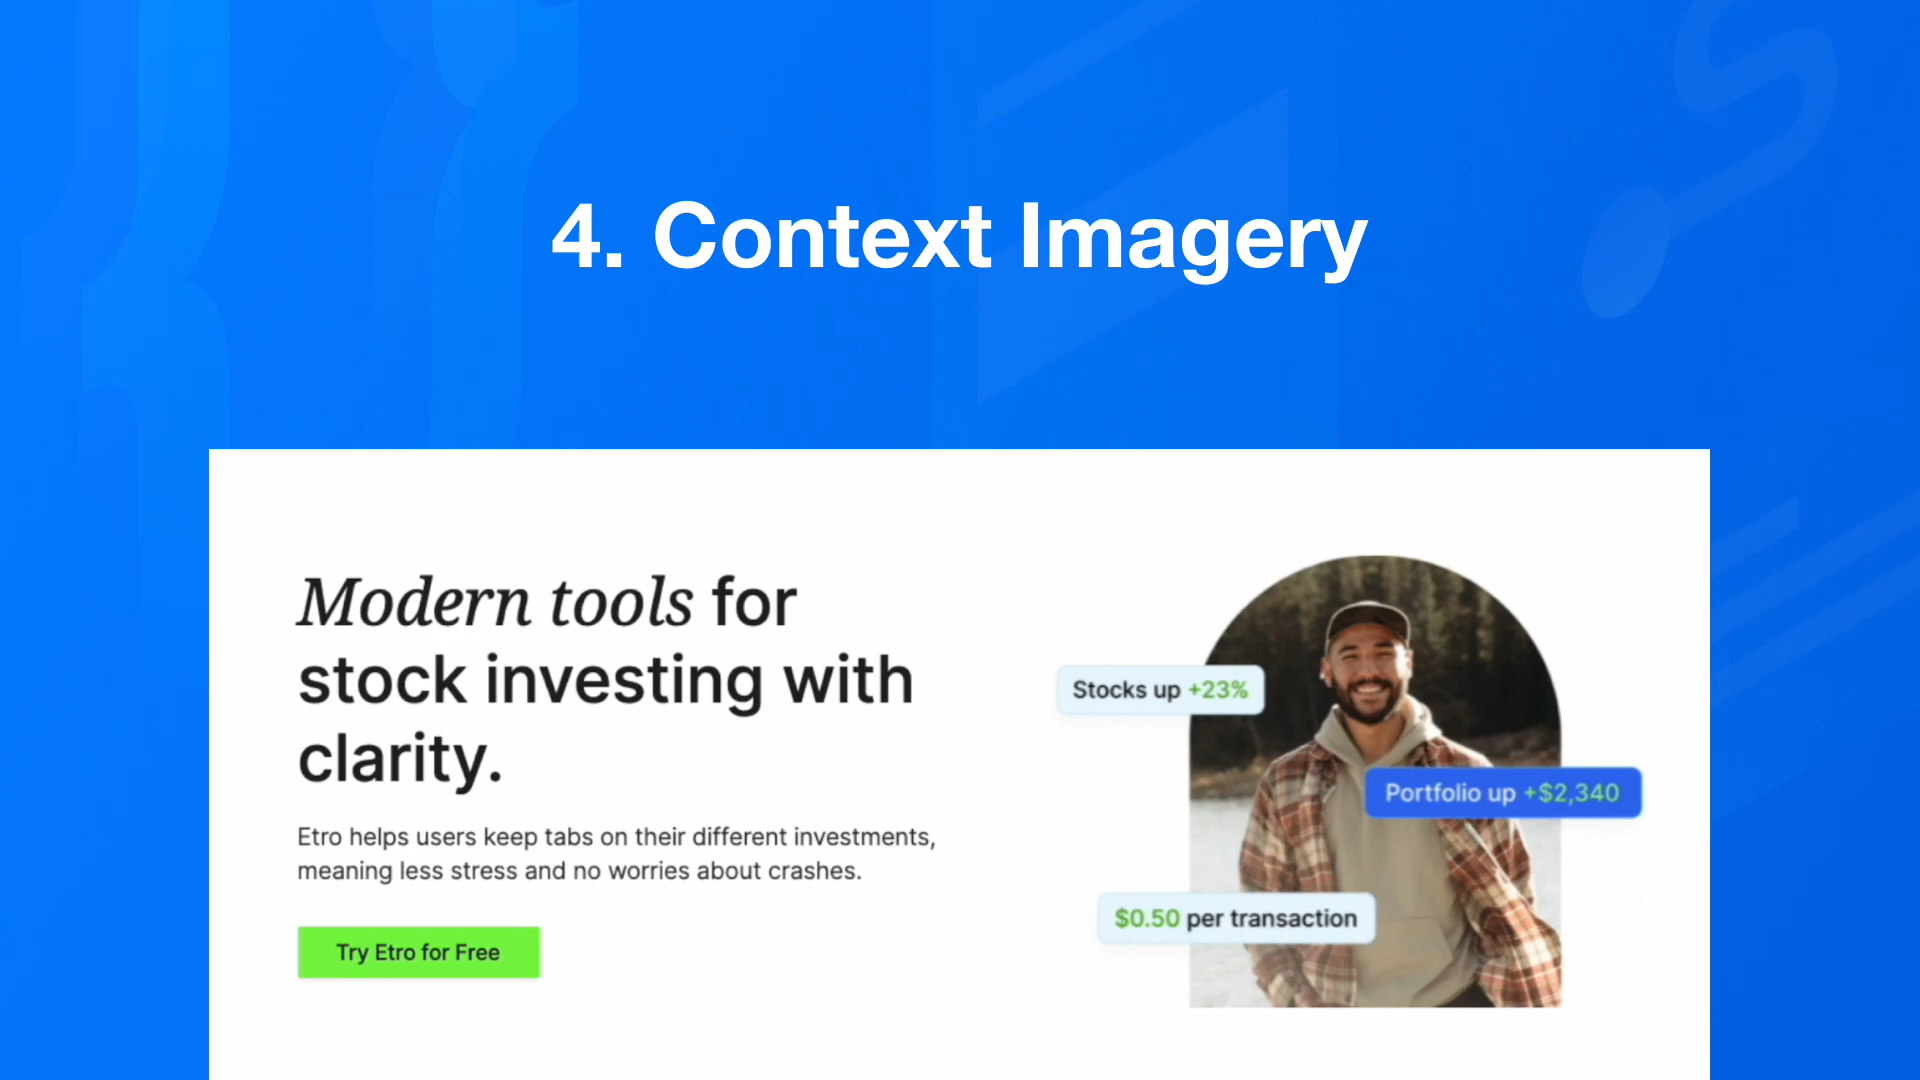 4. Context Imagery
Modern tools for
stock investing with
clarity.
Etro helps users keep tabs on their different investments,
meaning less stress and no worries about crashes.
Try Etro for Free
Stocks up +23%
Portfolio up +$2,340
$0.50 per transaction